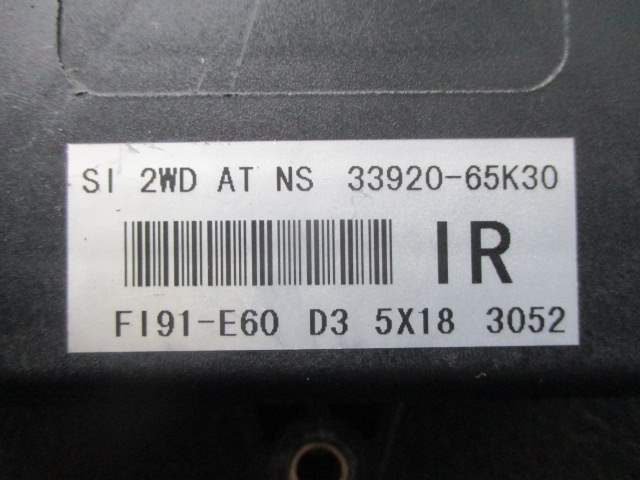 SI 2WD AT NS 33920-65K30
IR
FI91-E60 D3 5X18 3052